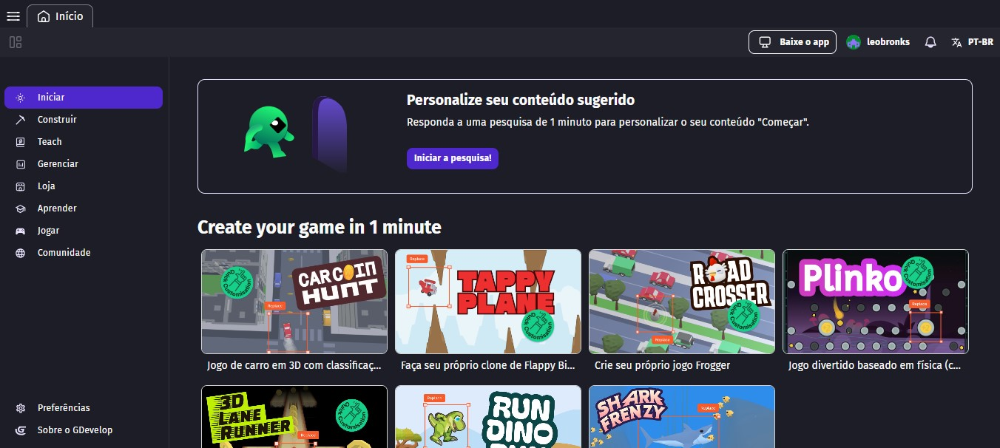 Início
Baixe o app
leobronks
PT-BR
Iniciar
Construir
Teach
Gerenciar
Loja
Aprender
Jogar
Comunidade
Preferências
Sobre o GDevelop
Personalize seu conteúdo sugerido
Responda a uma pesquisa de 1 minuto para personalizar o seu conteúdo "Começar".
Iniciar a pesquisa!
Create your game in 1 minute
Quick Customisation
CAR COIN
HUNT
Replace
Jogo de carro em 3D com classificaç...
Replace
TAPPY
PLANE
Quick Customisation
Faça seu próprio clone de Flappy Bi...
ROAD
CROSSER
Quick Customisation
Replace
Replace
Crie seu próprio jogo Frogger
Plinko
Quick Customisation
Replace
Jogo divertido baseado em física (c...
3D
LANE
RUNNER
Quick Customisation
Replace
Replace
RUN
DINO
RUN
SHARK
FRENZY
Replace